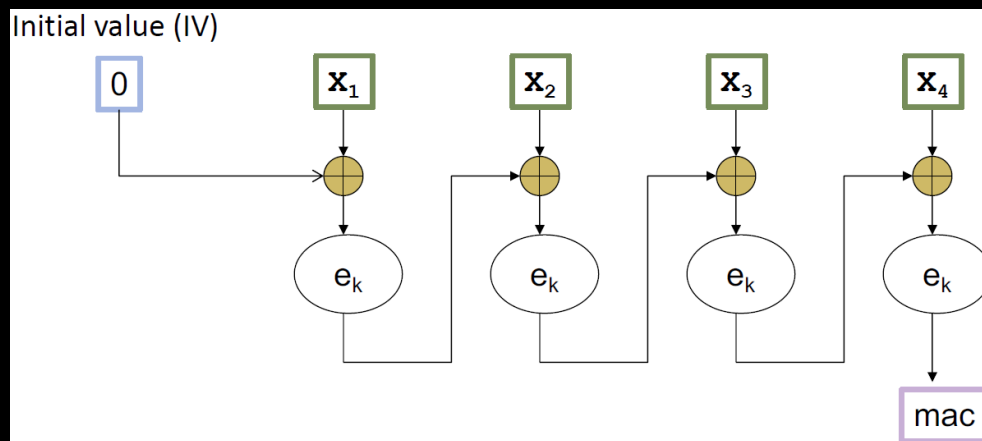 Initial value (IV)
0 x₁ x₂ x₃ x₄
eₖ eₖ eₖ eₖ
mac